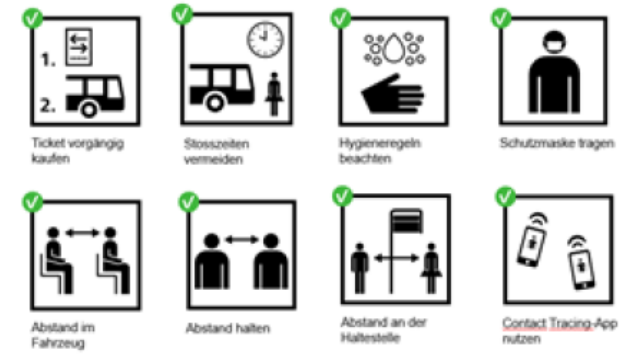 1.
2.
Ticket vorgängig
kaufen
Stosszeiten
vermeiden
Hygieneregeln
beachten
Schutzmaske tragen
Abstand im
Fahrzeug
Abstand halten
Abstand an der
Haltestelle
Contact Tracing-App
nutzen